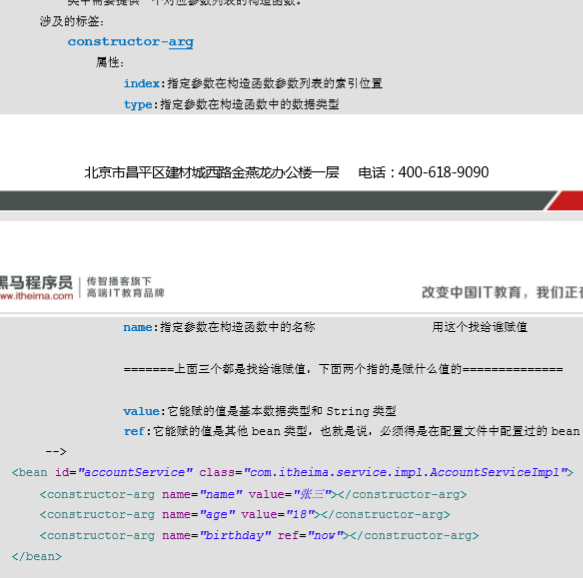 类中需要提供一个对应参数列表的构造函数。
涉及的标签:
constructor-arg
属性:
index:指定参数在构造函数参数列表的索引位置
type:指定参数在构造函数中的数据类型
北京市昌平区建材城西路金燕龙办公楼一层 电话:400-618-9090
黑马程序员 传智播客旗下
www.itheima.com 高端IT教育品牌
改变中国IT教育,我们正在
name:指定参数在构造函数中的名称 用这个找给谁赋值
=======上面三个都是找给谁赋值,下面两个指的是赋什么值的==============
value:它能赋的值是基本数据类型和 String 类型
ref:它能赋的值是其他 bean 类型,也就是说,必须得是在配置文件中配置过的 bean
-->
<bean id="accountService" class="com.itheima.service.impl.AccountServiceImpl">
<constructor-arg name="name" value="张三"></constructor-arg>
<constructor-arg name="age" value="18"></constructor-arg>
<constructor-arg name="birthday" ref="now"></constructor-arg>
</bean>